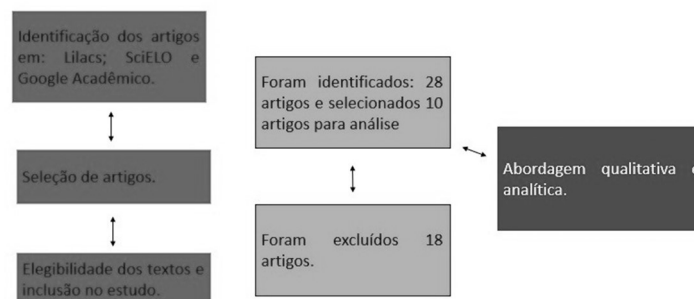 Identificação dos artigos
em: Lilacs; SciELO e
Google Acadêmico.
Seleção de artigos.
Elegibilidade dos textos e
inclusão no estudo.
Foram identificados: 28
artigos e selecionados 10
artigos para análise
Foram excluídos 18
artigos.
Abordagem qualitativa
analítica.